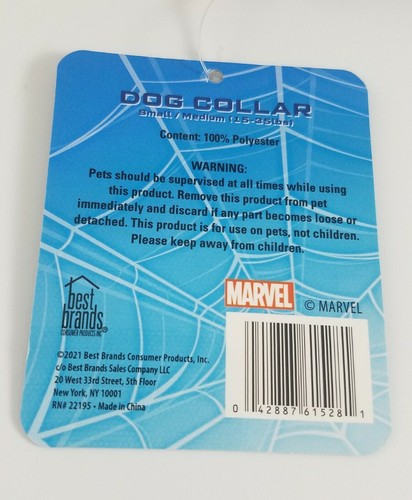 DOG COLLAR
Small / Medium (15-25lbs)
Content: 100% Polyester
WARNING:
Pets should be supervised at all times while using
this product. Remove this product from pet
immediately and discard if any part becomes loose or
detached. This product is for use on pets, not children.
Please keep away from children.
best
brands
CONSUMER PRODUCTS INC
MARVEL
© MARVEL
©2021 Best Brands Consumer Products, Inc.
c/o Best Brands Sales Company LLC
20 West 33rd Street, 5th Floor
New York, NY 10001
RN# 22195 • Made in China
0 42887 61528 1